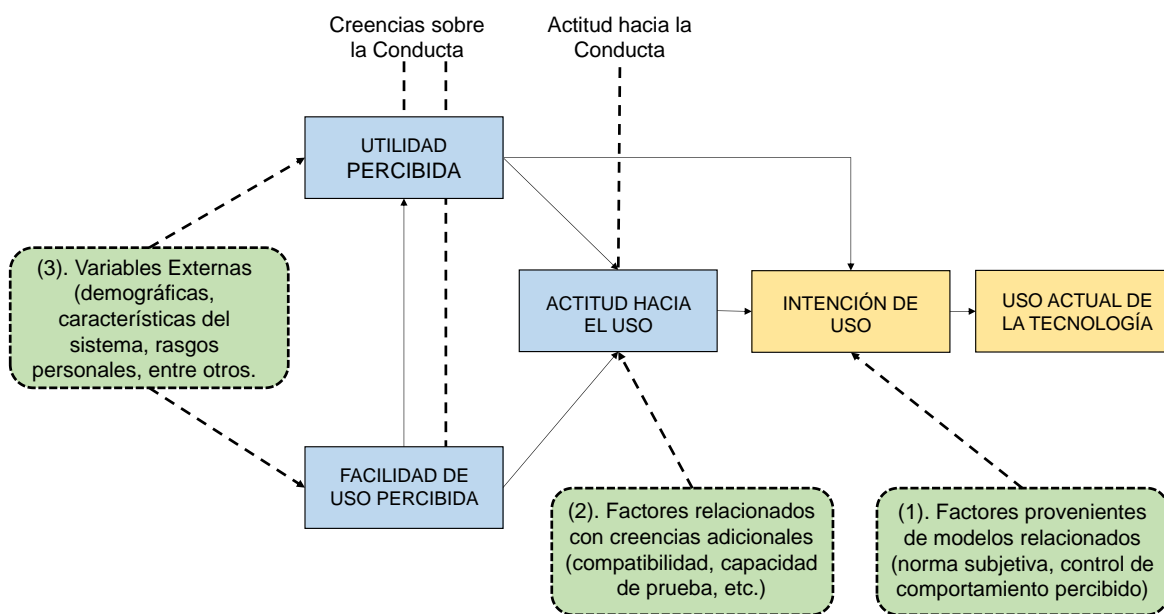 Creencias sobre
la Conducta
Actitud hacia la
Conducta
UTILIDAD
PERCIBIDA
(3). Variables Externas
(demográficas,
características del
sistema, rasgos
personales, entre otros.
ACTITUD HACIA
EL USO
INTENCIÓN DE
USO
USO ACTUAL DE
LA TECNOLOGÍA
FACILIDAD DE
USO PERCIBIDA
(2). Factores relacionados
con creencias adicionales
(compatibilidad, capacidad
de prueba, etc.)
(1). Factores provenientes
de modelos relacionados
(norma subjetiva, control de
comportamiento percibido)